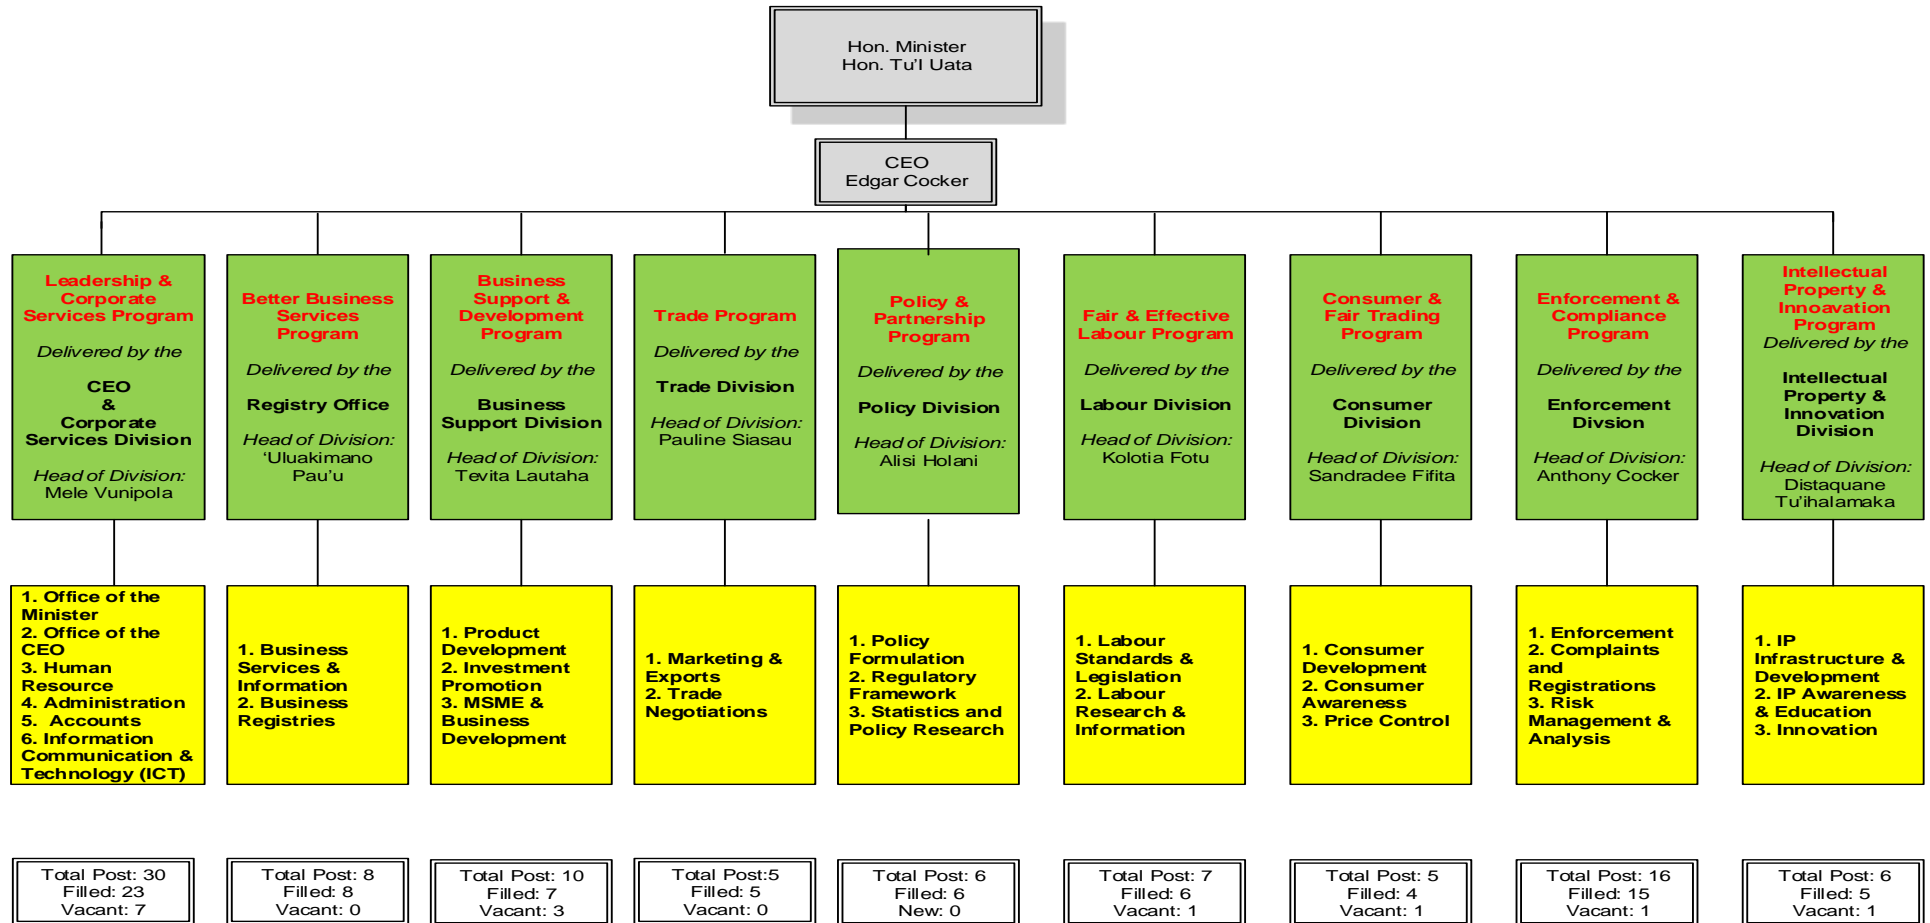 Hon. Minister
Hon. Tu'l Uata
CEO
Edgar Cocker
Leadership &
Corporate
Services Program
Delivered by the
CEO
&
Corporate
Services Division
Head of Division:
Mele Vunipola
Better Business
Services
Program
Delivered by the
Registry Office
Head of Division:
‘Uluakimano
Pau'u
Business
Support &
Development
Program
Delivered by the
Business
Support Division
Head of Division:
Tevita Lautaha
Trade Program
Delivered by the
Trade Division
Head of Division:
Pauline Siasau
Policy &
Partnership
Program
Delivered by the
Policy Division
Head of Division:
Alisi Holani
Fair & Effective
Labour Program
Delivered by the
Labour Division
Head of Division:
Kolotia Fotu
Consumer &
Fair Trading
Program
Delivered by the
Consumer
Division
Head of Division:
Sandradee Fifita
Enforcement &
Compliance
Program
Delivered by the
Enforcement
Divsion
Head of Division:
Anthony Cocker
Intellectual
Property &
Innoavation
Program
Delivered by the
Intellectual
Property &
Innovation
Division
Head of Division:
Distaquane
Tu'ihalamaka
1. Office of the
Minister
2. Office of the
CEO
3. Human
Resource
4. Administration
5. Accounts
6. Information
Communication &
Technology (ICT)
1. Business
Services &
Information
2. Business
Registries
1. Product
Development
2. Investment
Promotion
3. MSME &
Business
Development
1. Marketing &
Exports
2. Trade
Negotiations
1. Policy
Formulation
2. Regulatory
Framework
3. Statistics and
Policy Research
1. Labour
Standards &
Legislation
2. Labour
Research &
Information
1. Consumer
Development
2. Consumer
Awareness
3. Price Control
1. Enforcement
2. Complaints
and
Registrations
3. Risk
Management &
Analysis
1. IP
Infrastructure &
Development
2. IP Awareness
& Education
3. Innovation
Total Post: 30
Filled: 23
Vacant: 7
Total Post: 8
Filled: 8
Vacant: 0
Total Post: 10
Filled: 7
Vacant: 3
Total Post:5
Filled: 5
Vacant: 0
Total Post: 6
Filled: 6
New: 0
Total Post: 7
Filled: 6
Vacant: 1
Total Post: 5
Filled: 4
Vacant: 1
Total Post: 16
Filled: 15
Vacant: 1
Total Post: 6
Filled: 5
Vacant: 1